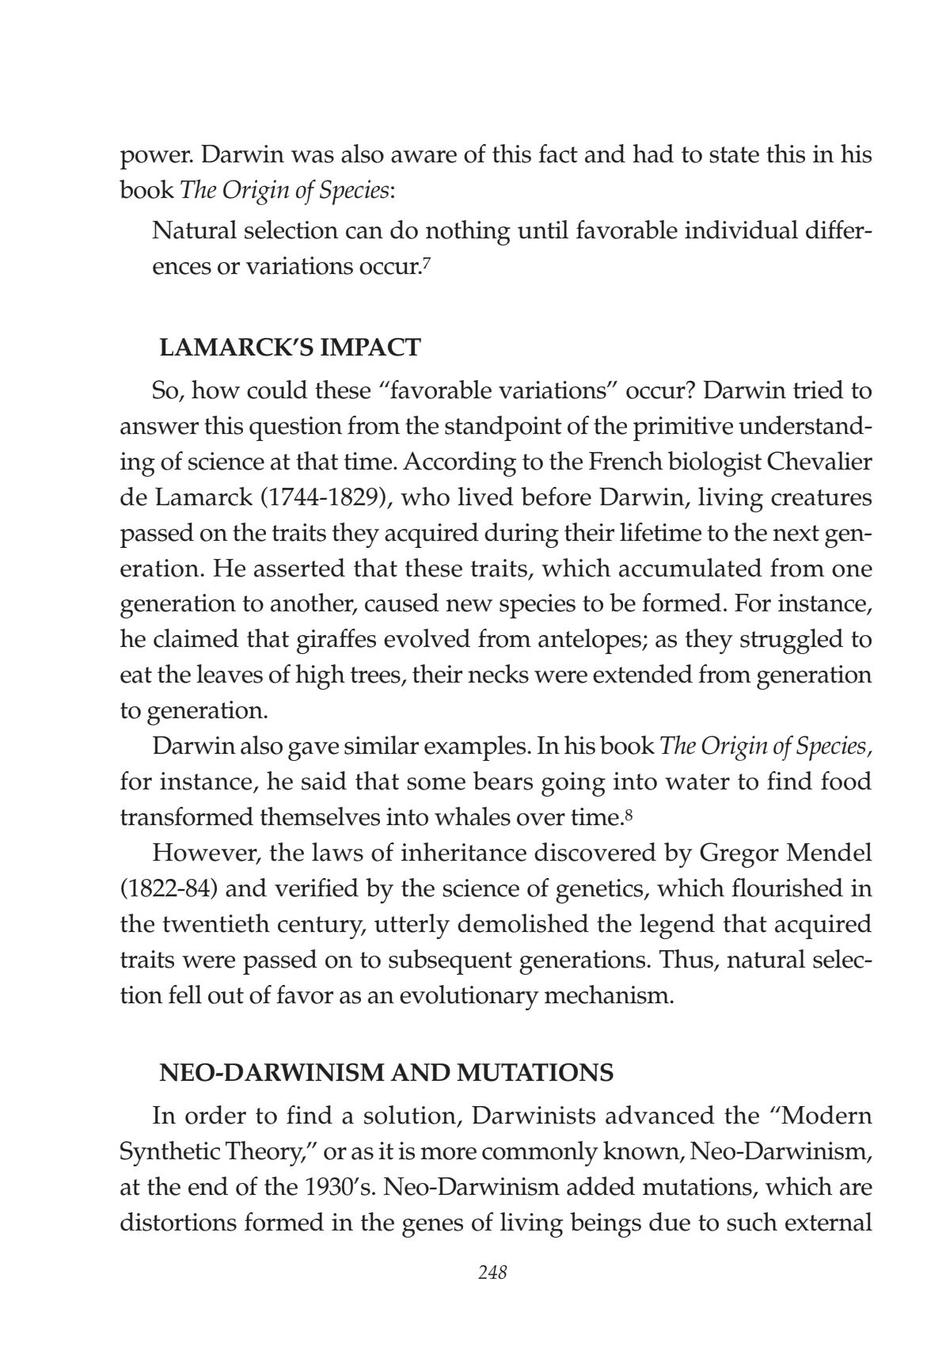 power. Darwin was also aware of this fact and had to state this in his
book The Origin of Species:
Natural selection can do nothing until favorable individual differ-
ences or variations occur.7
LAMARCK’S IMPACT
So, how could these “favorable variations” occur? Darwin tried to
answer this question from the standpoint of the primitive understand-
ing of science at that time. According to the French biologist Chevalier
de Lamarck (1744-1829), who lived before Darwin, living creatures
passed on the traits they acquired during their lifetime to the next gen-
eration. He asserted that these traits, which accumulated from one
generation to another, caused new species to be formed. For instance,
he claimed that giraffes evolved from antelopes; as they struggled to
eat the leaves of high trees, their necks were extended from generation
to generation.
Darwin also gave similar examples. In his book The Origin of Species,
for instance, he said that some bears going into water to find food
transformed themselves into whales over time.8
However, the laws of inheritance discovered by Gregor Mendel
(1822-84) and verified by the science of genetics, which flourished in
the twentieth century, utterly demolished the legend that acquired
traits were passed on to subsequent generations. Thus, natural selec-
tion fell out of favor as an evolutionary mechanism.
NEO-DARWINISM AND MUTATIONS
In order to find a solution, Darwinists advanced the “Modern
Synthetic Theory,” or as it is more commonly known, Neo-Darwinism,
at the end of the 1930’s. Neo-Darwinism added mutations, which are
distortions formed in the genes of living beings due to such external
248